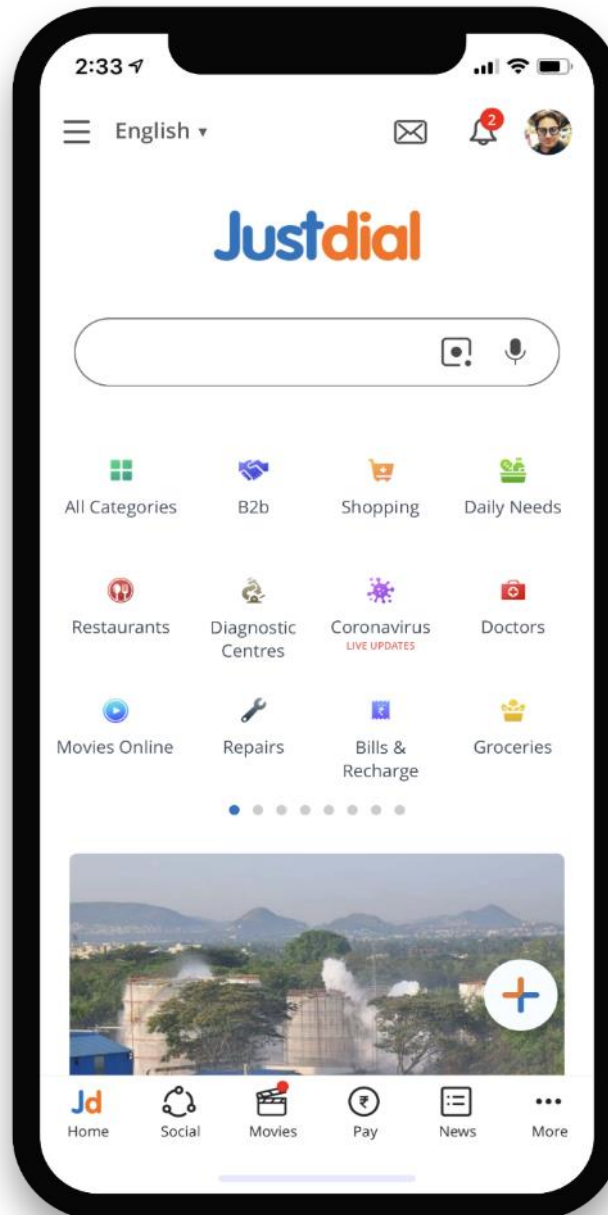 2:33
English
2
Justdial
All Categories
B2b
Shopping
Daily Needs
Restaurants
Diagnostic
Centres
Coronavirus
LIVE UPDATES
Doctors
Movies Online
Repairs
Bills &
Recharge
Groceries
Jd
Home
Social
Movies
₹
Pay
News
More